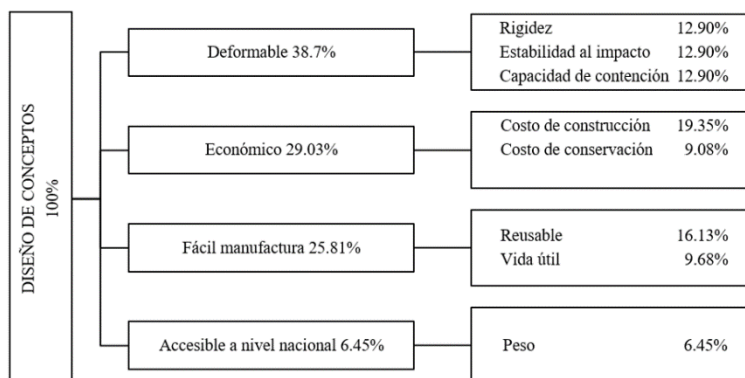 DISEÑO DE CONCEPTOS
100%
Deformable 38.7%
Rigidez 12.90%
Estabilidad al impacto 12.90%
Capacidad de contención 12.90%
Económico 29.03%
Costo de construcción 19.35%
Costo de conservación 9.08%
Fácil manufactura 25.81%
Reusable 16.13%
Vida útil 9.68%
Accesible a nivel nacional 6.45%
Peso 6.45%